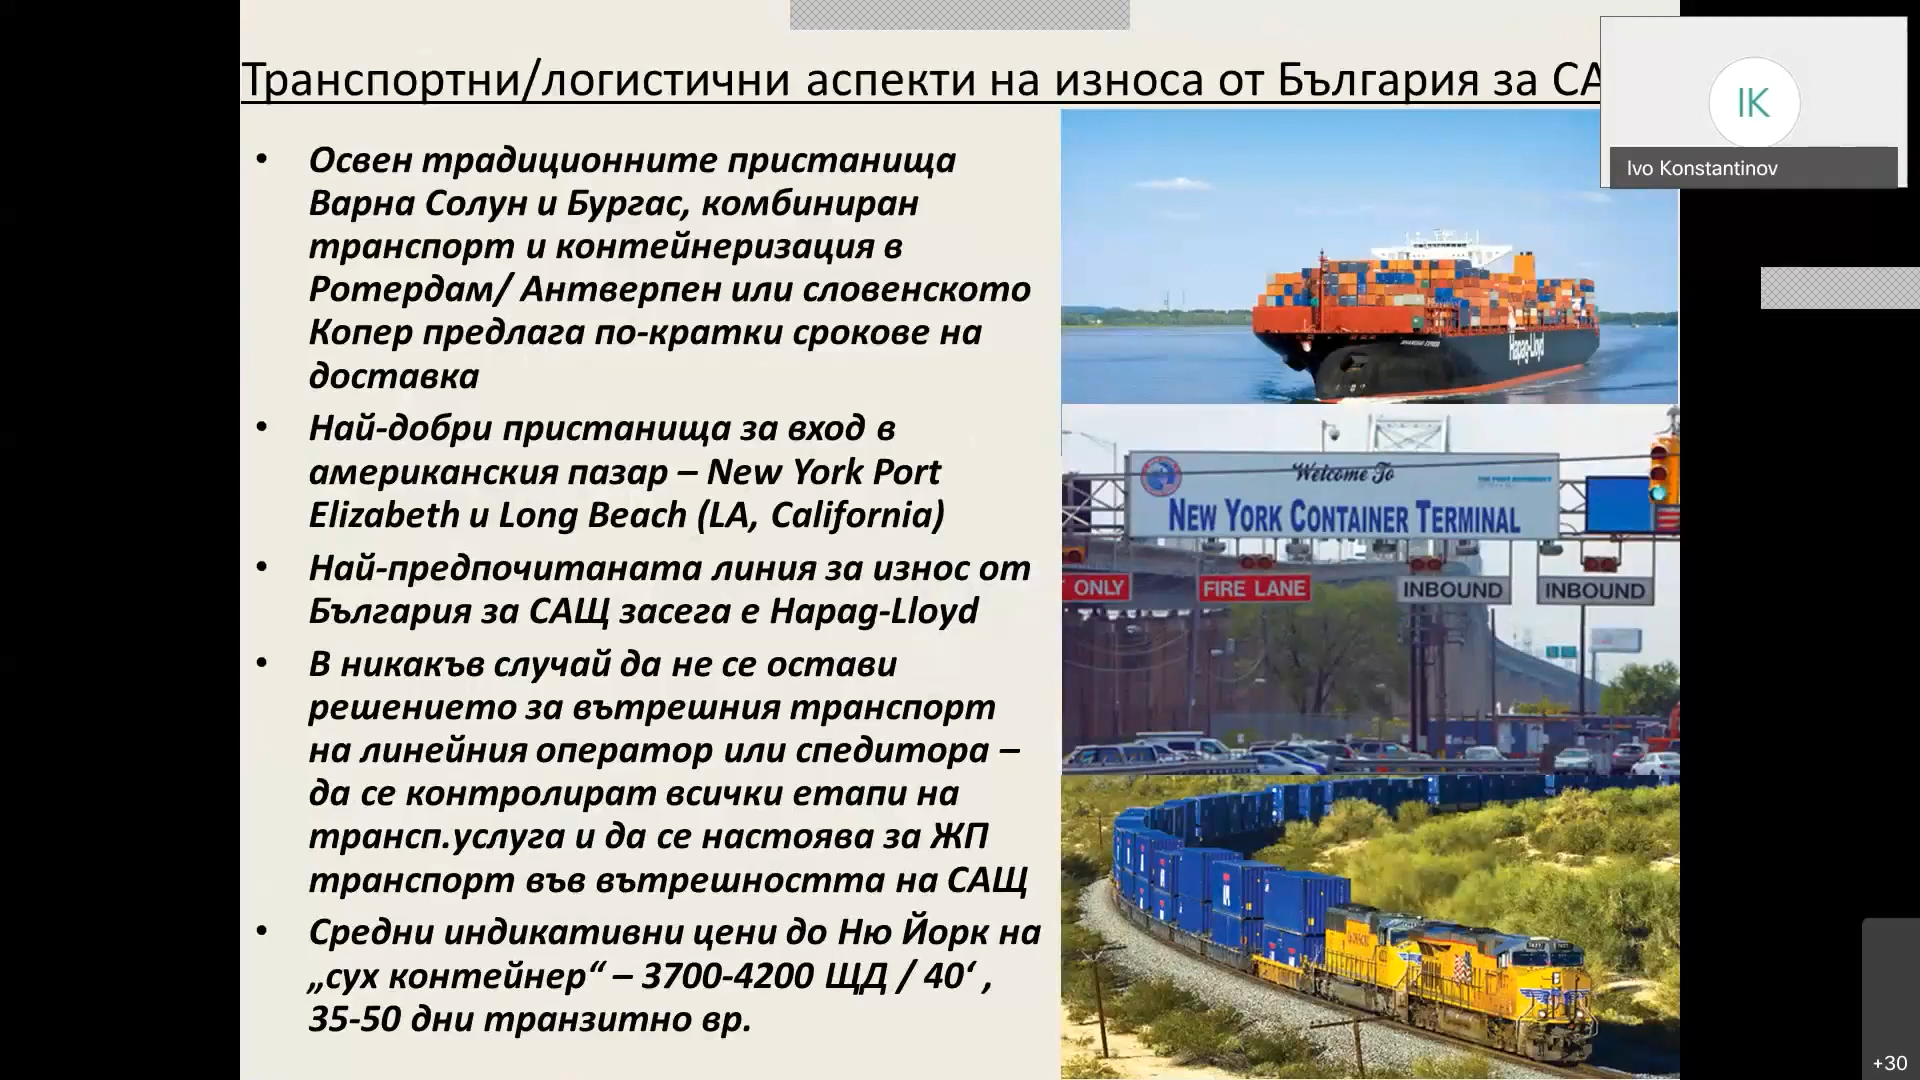 Транспортни/логистични аспекти на износа от България за СА
IK
Ivo Konstantinov
• Освен традиционните пристанища
Варна Солун и Бургас, комбиниран
транспорт и контейнеризация в
Ротердам/ Антверпен или словенското
Копер предлага по-кратки срокове на
доставка
• Най-добри пристанища за вход в
американския пазар – New York Port
Elizabeth и Long Beach (LA, California)
• Най-предпочитаната линия за износ от
България за САЩ засега е Hapag-Lloyd
• В никакъв случай да не се остави
решението за вътрешния транспорт
на линейния оператор или спедитора –
да се контролират всички етапи на
трансп.услуга и да се настоява за ЖП
транспорт във вътрешността на САЩ
• Средни индикативни цени до Ню Йорк на
„сух контейнер“ – 3700-4200 ЩД / 40‘ ,
35-50 дни транзитно вр.
Hapag-Lloyd
Welcome To
NEW YORK CONTAINER TERMINAL
ONLY
FIRE LANE
INBOUND
INBOUND
+30